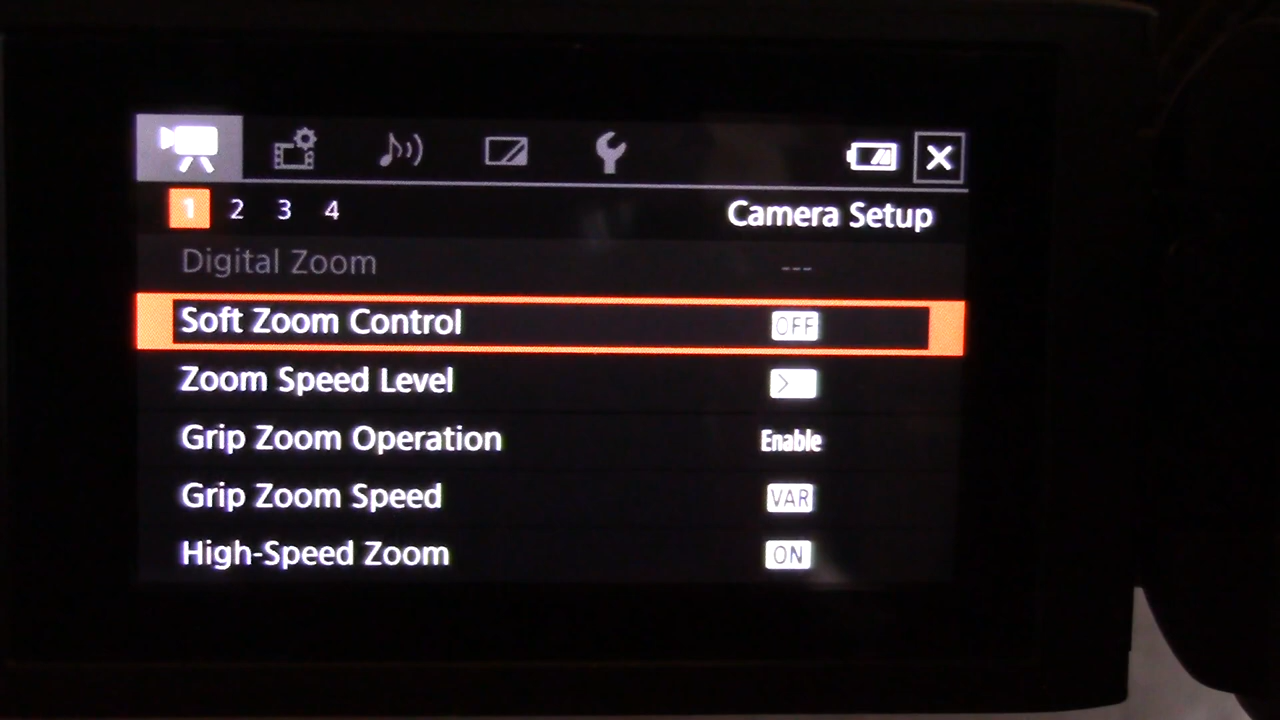 1 2 3 4
Camera Setup
Digital Zoom ---
Soft Zoom Control OFF
Zoom Speed Level >
Grip Zoom Operation Enable
Grip Zoom Speed VAR
High-Speed Zoom ON